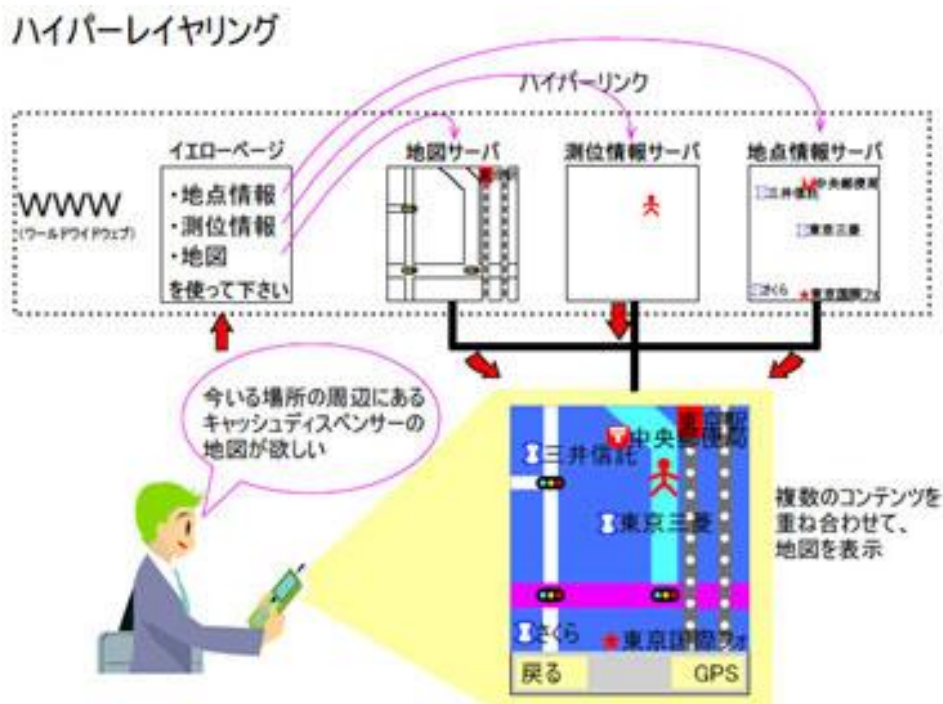 ハイパーレイヤリング
ハイパーリンク
イエローページ
地図サーバ
測位情報サーバ
地点情報サーバ
WWW
(ワールドワイドウェブ)
・地点情報
・測位情報
・地図
を使って下さい
中央郵便局
三井信託
東京三菱
さくら
東京国際フォ
今いる場所の周辺にある
キャッシュディスペンサーの
地図が欲しい
東京駅
中央郵便局
三井信託
東京三菱
さくら
東京国際フォ
戻る
GPS
複数のコンテンツを
重ね合わせて、
地図を表示